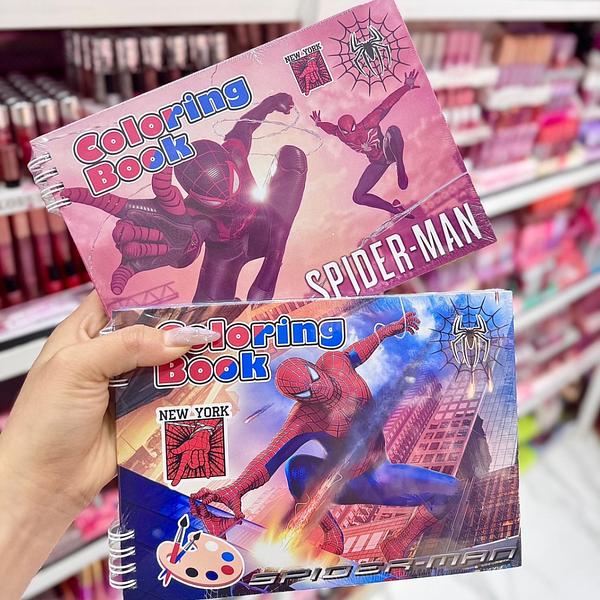 Coloring
Book
NEW YORK
SPIDER-MAN
Coloring
Book
NEW YORK
SPIDER-MAN